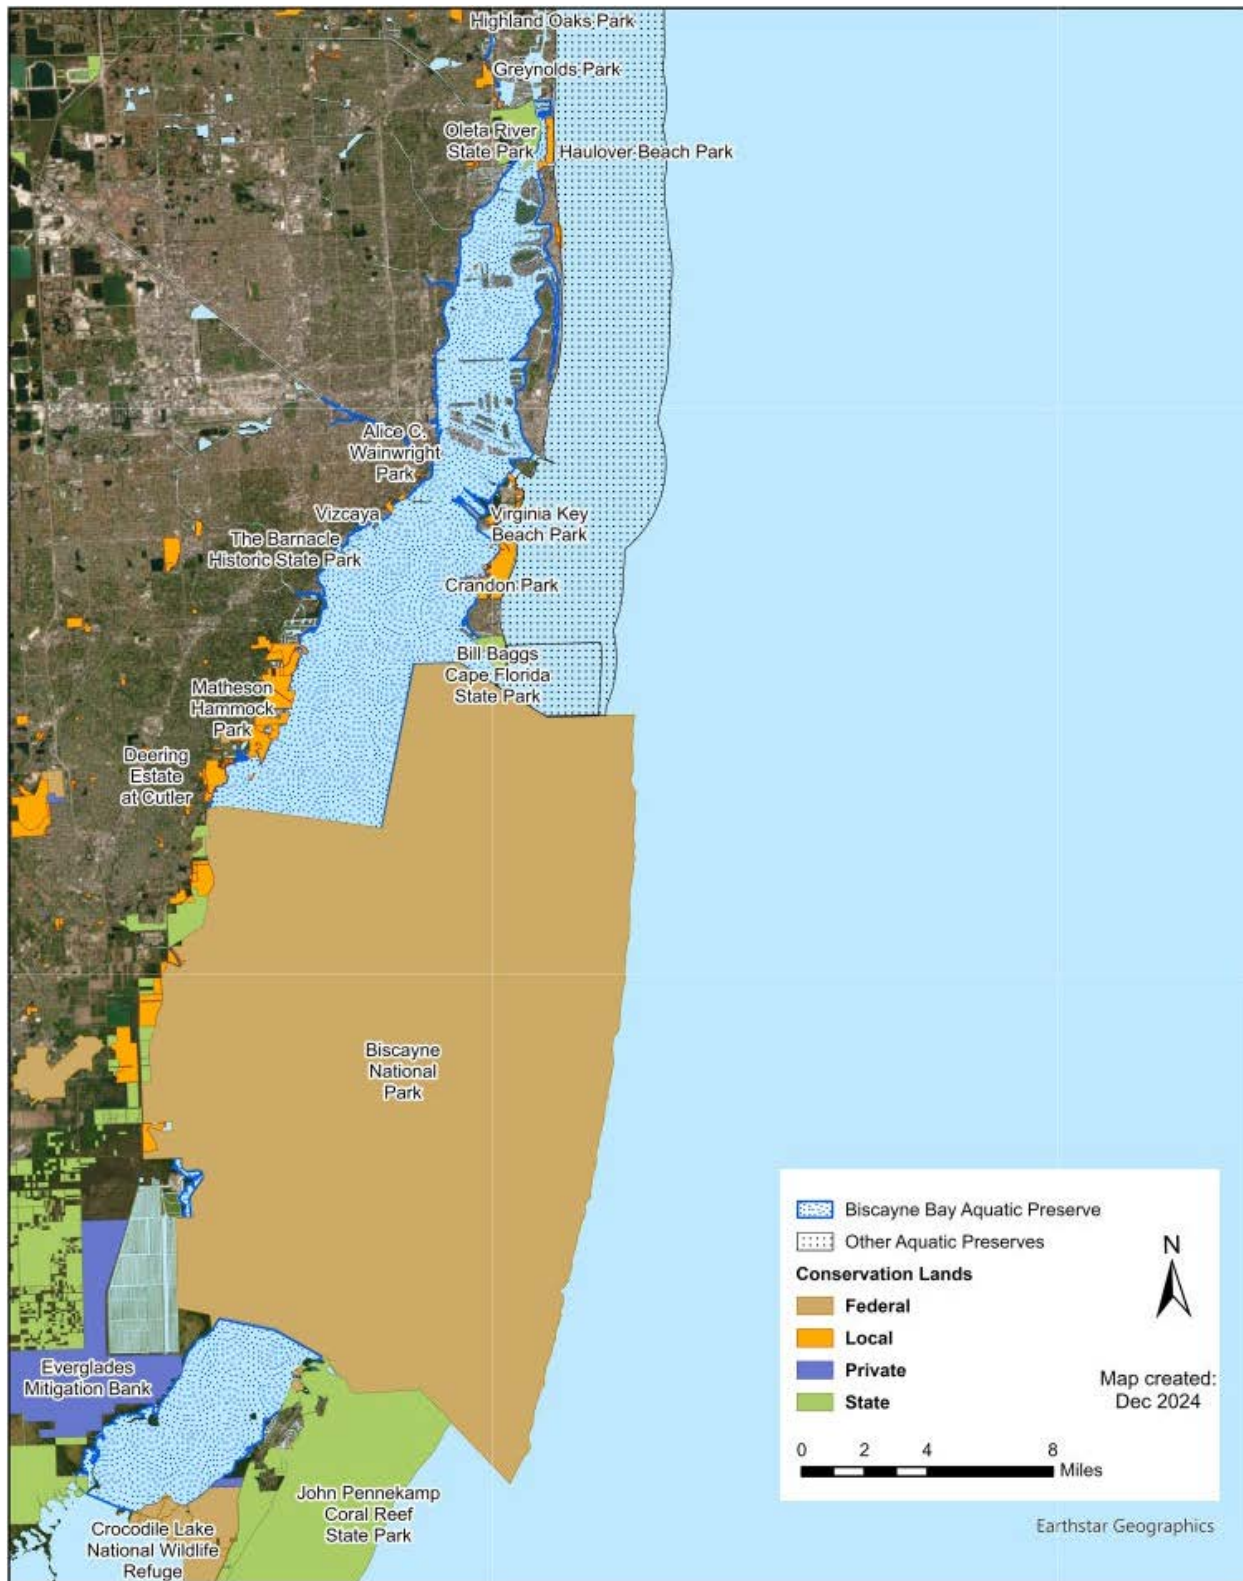 Highland Oaks Park
Greynolds Park
Oleta River
State Park
Haulover Beach Park
Alice C.
Wainwright
Park
Vizcaya
Virginia Key
Beach Park
The Barnacle
Historic State Park
Crandon Park
Bill Baggs
Cape Florida
State Park
Matheson
Hammock
Park
Deering
Estate
at Cutler
Biscayne
National
Park
Everglades
Mitigation Bank
John Pennekamp
Coral Reef
State Park
Crocodile Lake
National Wildlife
Refuge
Biscayne Bay Aquatic Preserve
Other Aquatic Preserves
Conservation Lands
Federal
Local
Private
State
N
Map created:
Dec 2024
0 2 4 8
Miles
Earthstar Geographics